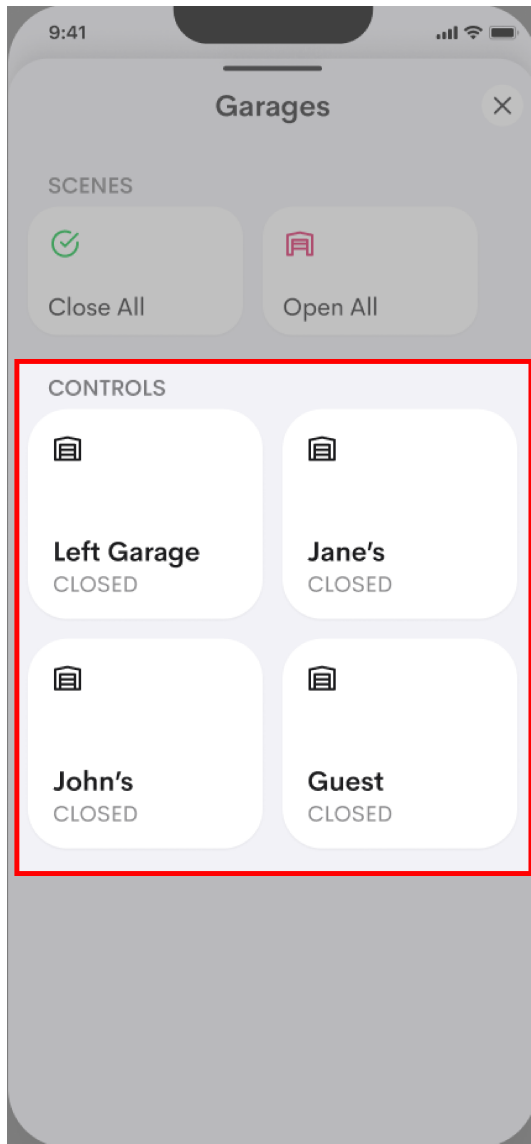 9:41
Garages
SCENES
Close All
Open All
CONTROLS
Left Garage
CLOSED
Jane's
CLOSED
John's
CLOSED
Guest
CLOSED